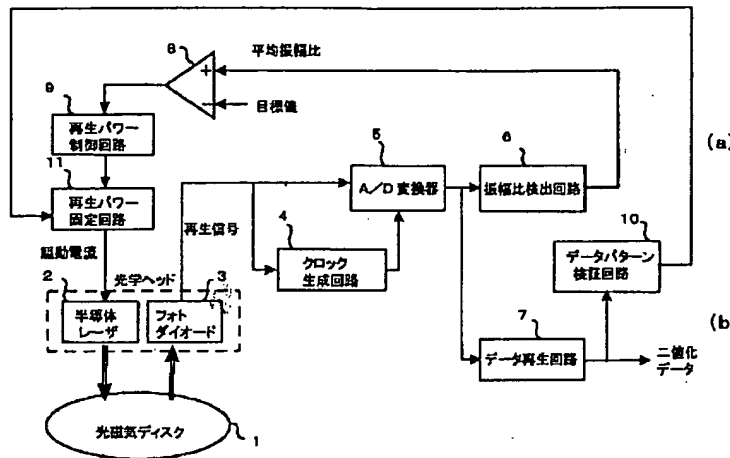 8
平均振幅比
+
−
目標値
9
再生パワー
制御回路
11
再生パワー
固定回路
駆動電流
再生信号
5
A/D変換器
6
振幅比検出回路
(a)
4
クロック
生成回路
10
データパターン
検証回路
光学ヘッド
2
半導体
レーザ
3
フォト
ダイオード
7
データ再生回路
(b
二値化
データ
光磁気ディスク
1